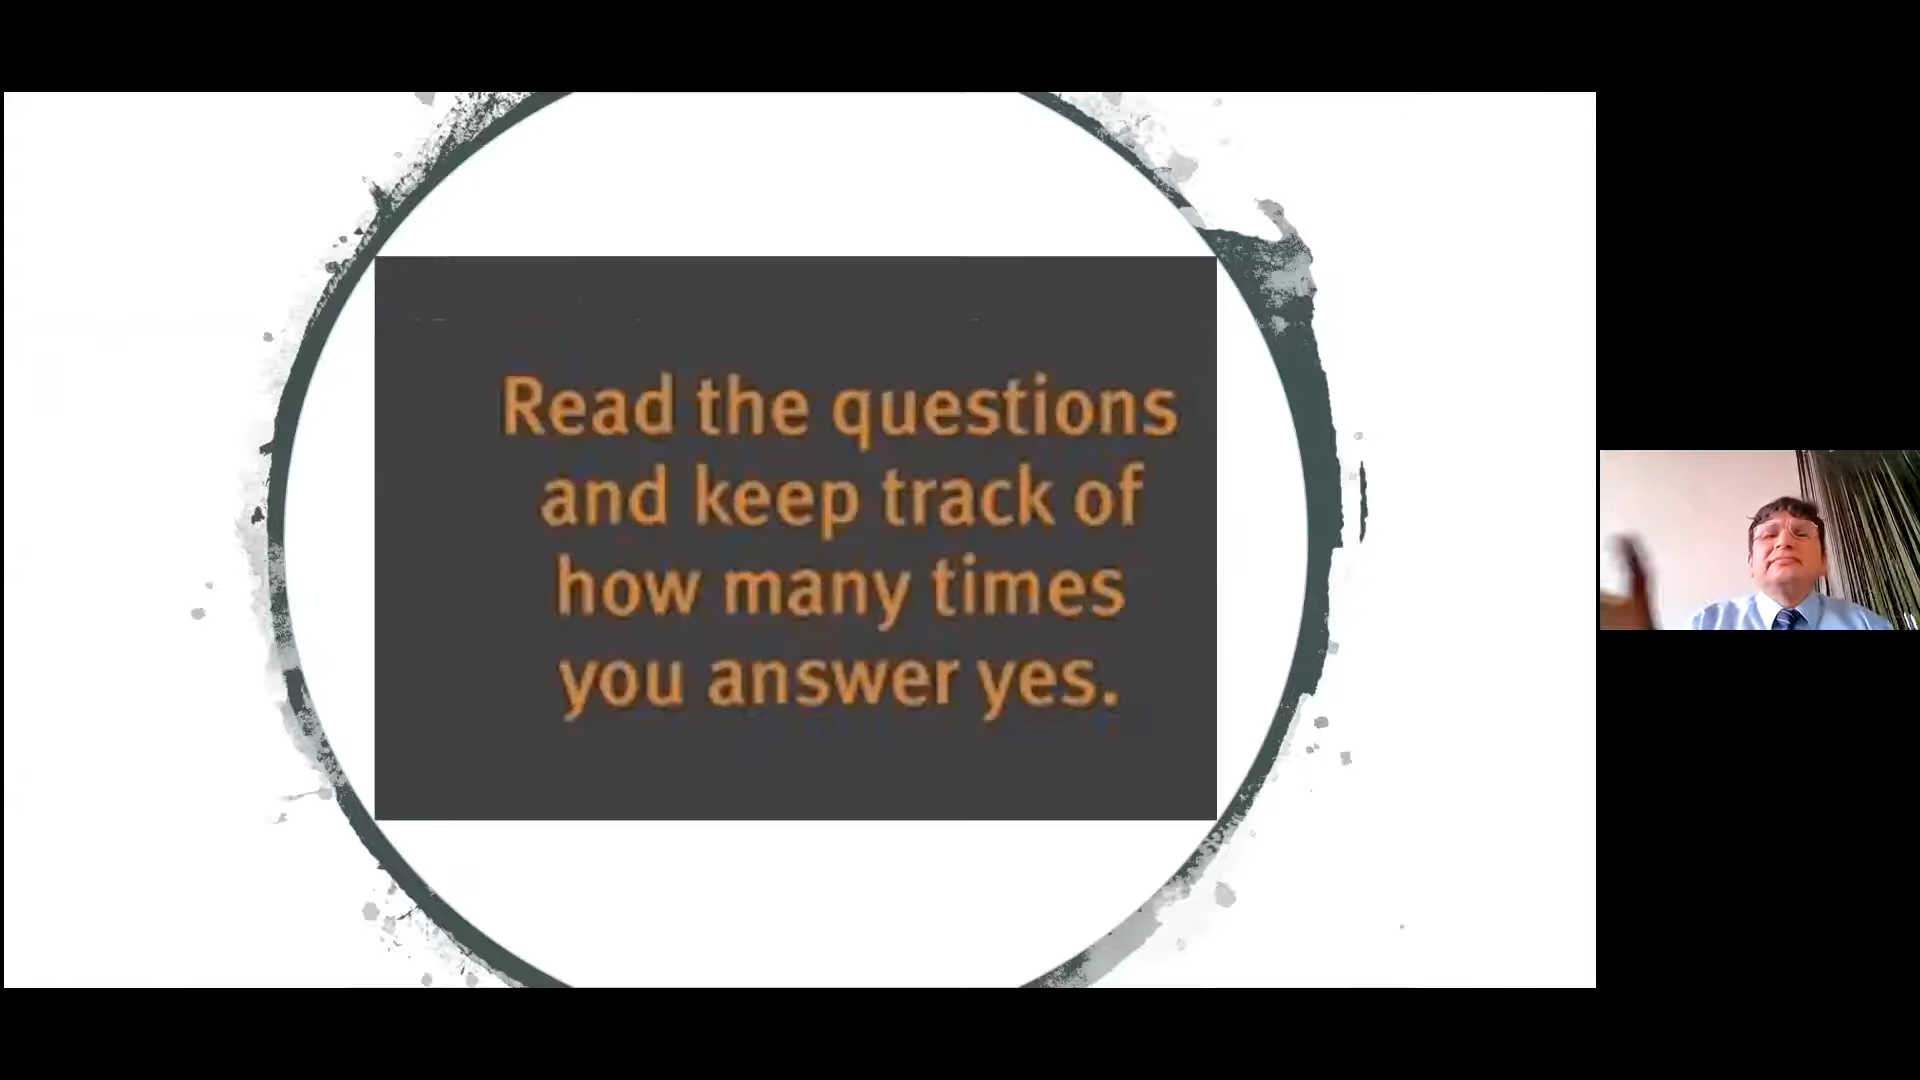 Read the questions
and keep track of
how many times
you answer yes.